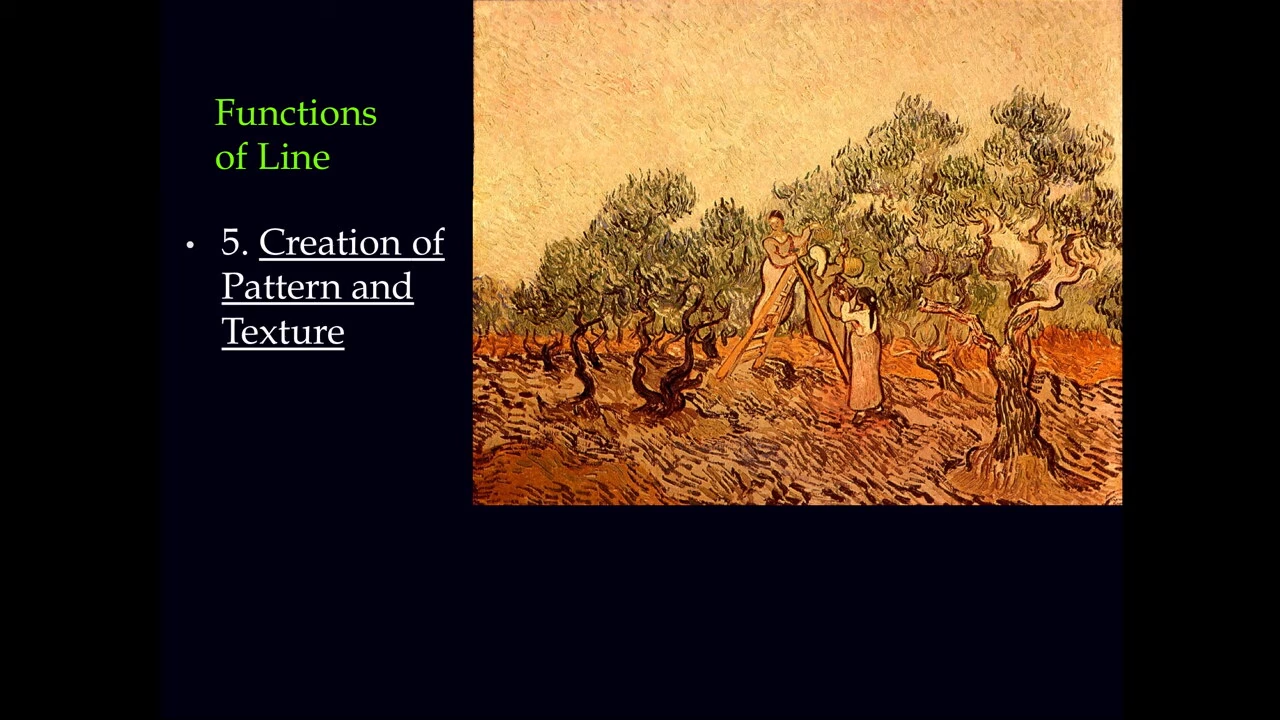 Functions
of Line
• 5. Creation of
Pattern and
Texture